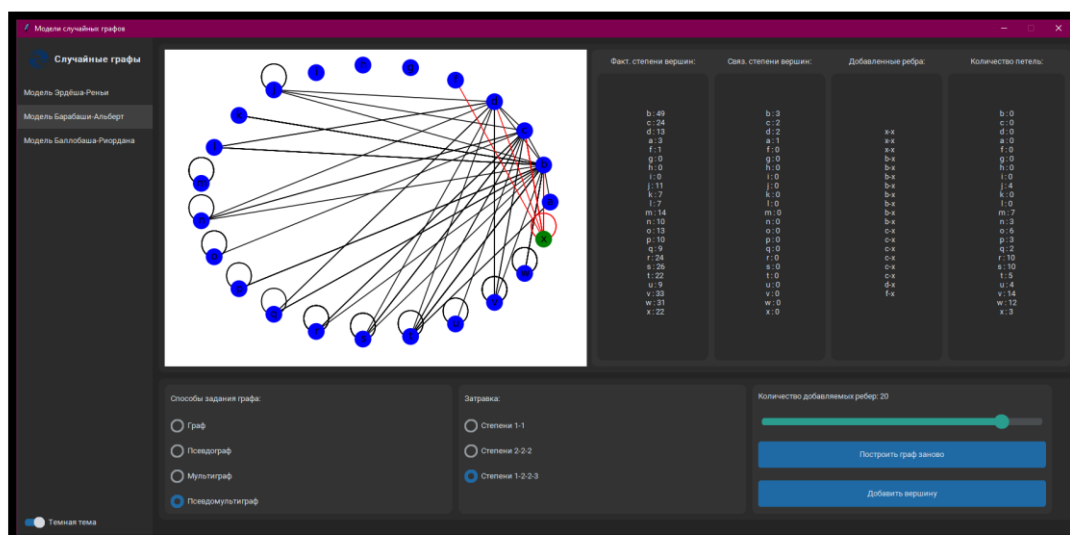 Модели случайных графов
Случайные графы
Модель Эрдёша-Реньи
Модель Барабаши-Альберт
Модель Баллобаша-Риордана
Темная тема
j
i
g
f
d
c
b
a
x
w
v
u
k
l
m
n
o
p
q
r
s
t
Факт. степени вершин:
b : 49
c : 24
d : 13
a : 3
f : 1
g : 0
h : 0
i : 0
j : 11
k : 7
l : 7
m : 14
n : 10
o : 13
p : 10
q : 9
r : 24
s : 26
t : 22
u : 9
v : 33
w : 31
x : 22
Связ. степени вершин:
b : 3
c : 2
d : 2
a : 1
f : 0
g : 0
h : 0
i : 0
j : 0
k : 0
l : 0
m : 0
n : 0
o : 0
p : 0
q : 0
r : 0
s : 0
t : 0
u : 0
v : 0
w : 0
x : 0
Добавленные ребра:
x-x
x-x
x-x
b-x
b-x
b-x
b-x
b-x
b-x
b-x
b-x
b-x
c-x
c-x
c-x
c-x
c-x
c-x
d-x
f-x
Количество петель:
b : 0
c : 0
d : 0
a : 0
f : 0
g : 0
h : 0
i : 0
j : 4
k : 0
l : 0
m : 7
n : 3
o : 6
p : 3
q : 2
r : 10
s : 10
t : 5
u : 4
v : 14
w : 12
x : 3
Способы задания графа:
Граф
Псевдограф
Мультиграф
Псевдомультиграф
Затравка:
Степени 1-1
Степени 2-2-2
Степени 1-2-2-3
Количество добавляемых ребер: 20
Построить граф заново
Добавить вершину